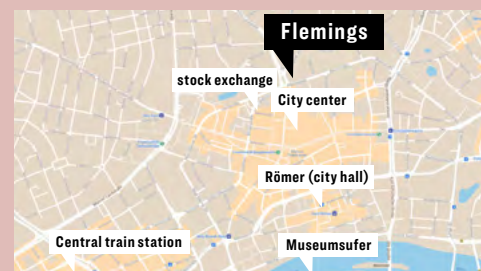 Flemings
stock exchange
City center
Römer (city hall)
Central train station
Museumsufer